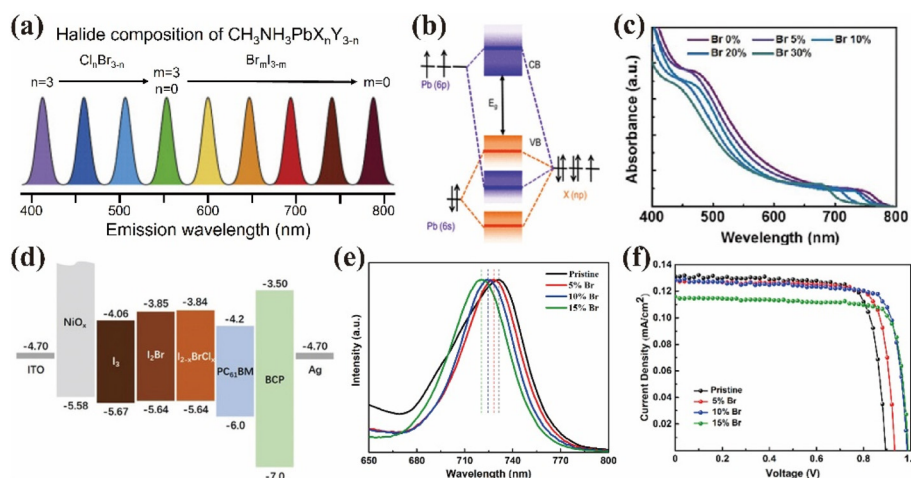 (a)
Halide composition of CH₃NH₃PbXₙY₃₋ₙ
ClₙBr₃₋ₙ
BrₘI₃₋ₘ
n=3
m=3
n=0
m=0
400 500 600 700 800
Emission wavelength (nm)
(b)
Pb (6p)
CB
E₉
VB
X (np)
Pb (6s)
(c)
Br 0% Br 5% Br 10%
Br 20% Br 30%
Absorbance (a.u.)
400 500 600 700 800
Wavelength (nm)
(d)
−4.70
ITO
NiOₓ
−5.58
−4.06
I₃
−5.67
−3.85
I₂Br
−5.64
−3.84
I₂₋ₓBrClₓ
−5.64
−4.2
PC₆₁BM
−6.0
−3.50
BCP
−7.0
−4.70
Ag
(e)
Pristine
5% Br
10% Br
15% Br
Intensity (a.u.)
650 680 710 740 770 800
Wavelength (nm)
(f)
0.14
0.12
0.10
0.08
0.06
0.04
0.02
Current Density (mA/cm²)
Pristine
5% Br
10% Br
15% Br
0 0.2 0.4 0.6 0.8 1.0
Voltage (V)